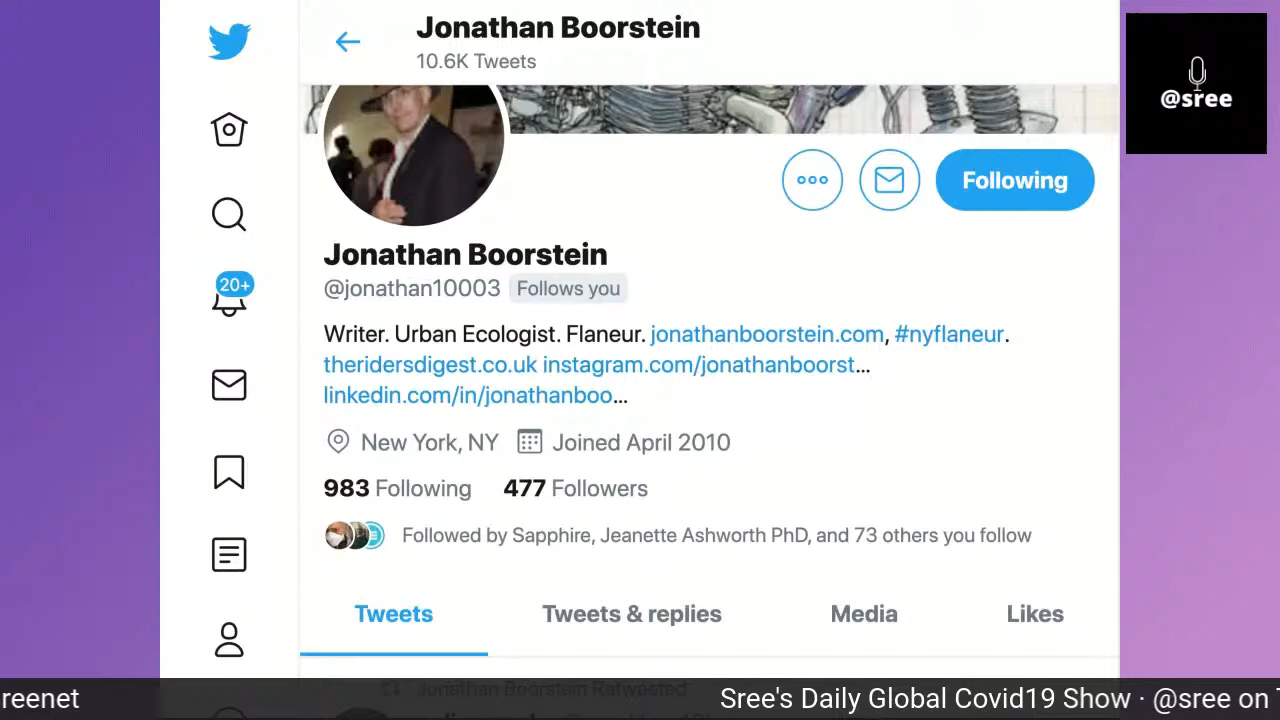 Jonathan Boorstein
10.6K Tweets
@sree
Following
Jonathan Boorstein
@jonathan10003 Follows you
20+
Writer. Urban Ecologist. Flaneur. jonathanboorstein.com, #nyflaneur.
theridersdigest.co.uk instagram.com/jonathanboorst…
linkedin.com/in/jonathanboo…
New York, NY Joined April 2010
983 Following 477 Followers
Followed by Sapphire, Jeanette Ashworth PhD, and 73 others you follow
Tweets Tweets & replies Media Likes
Jonathan Boorstein Retweeted
reenet Sree's Daily Global Covid19 Show · @sree on